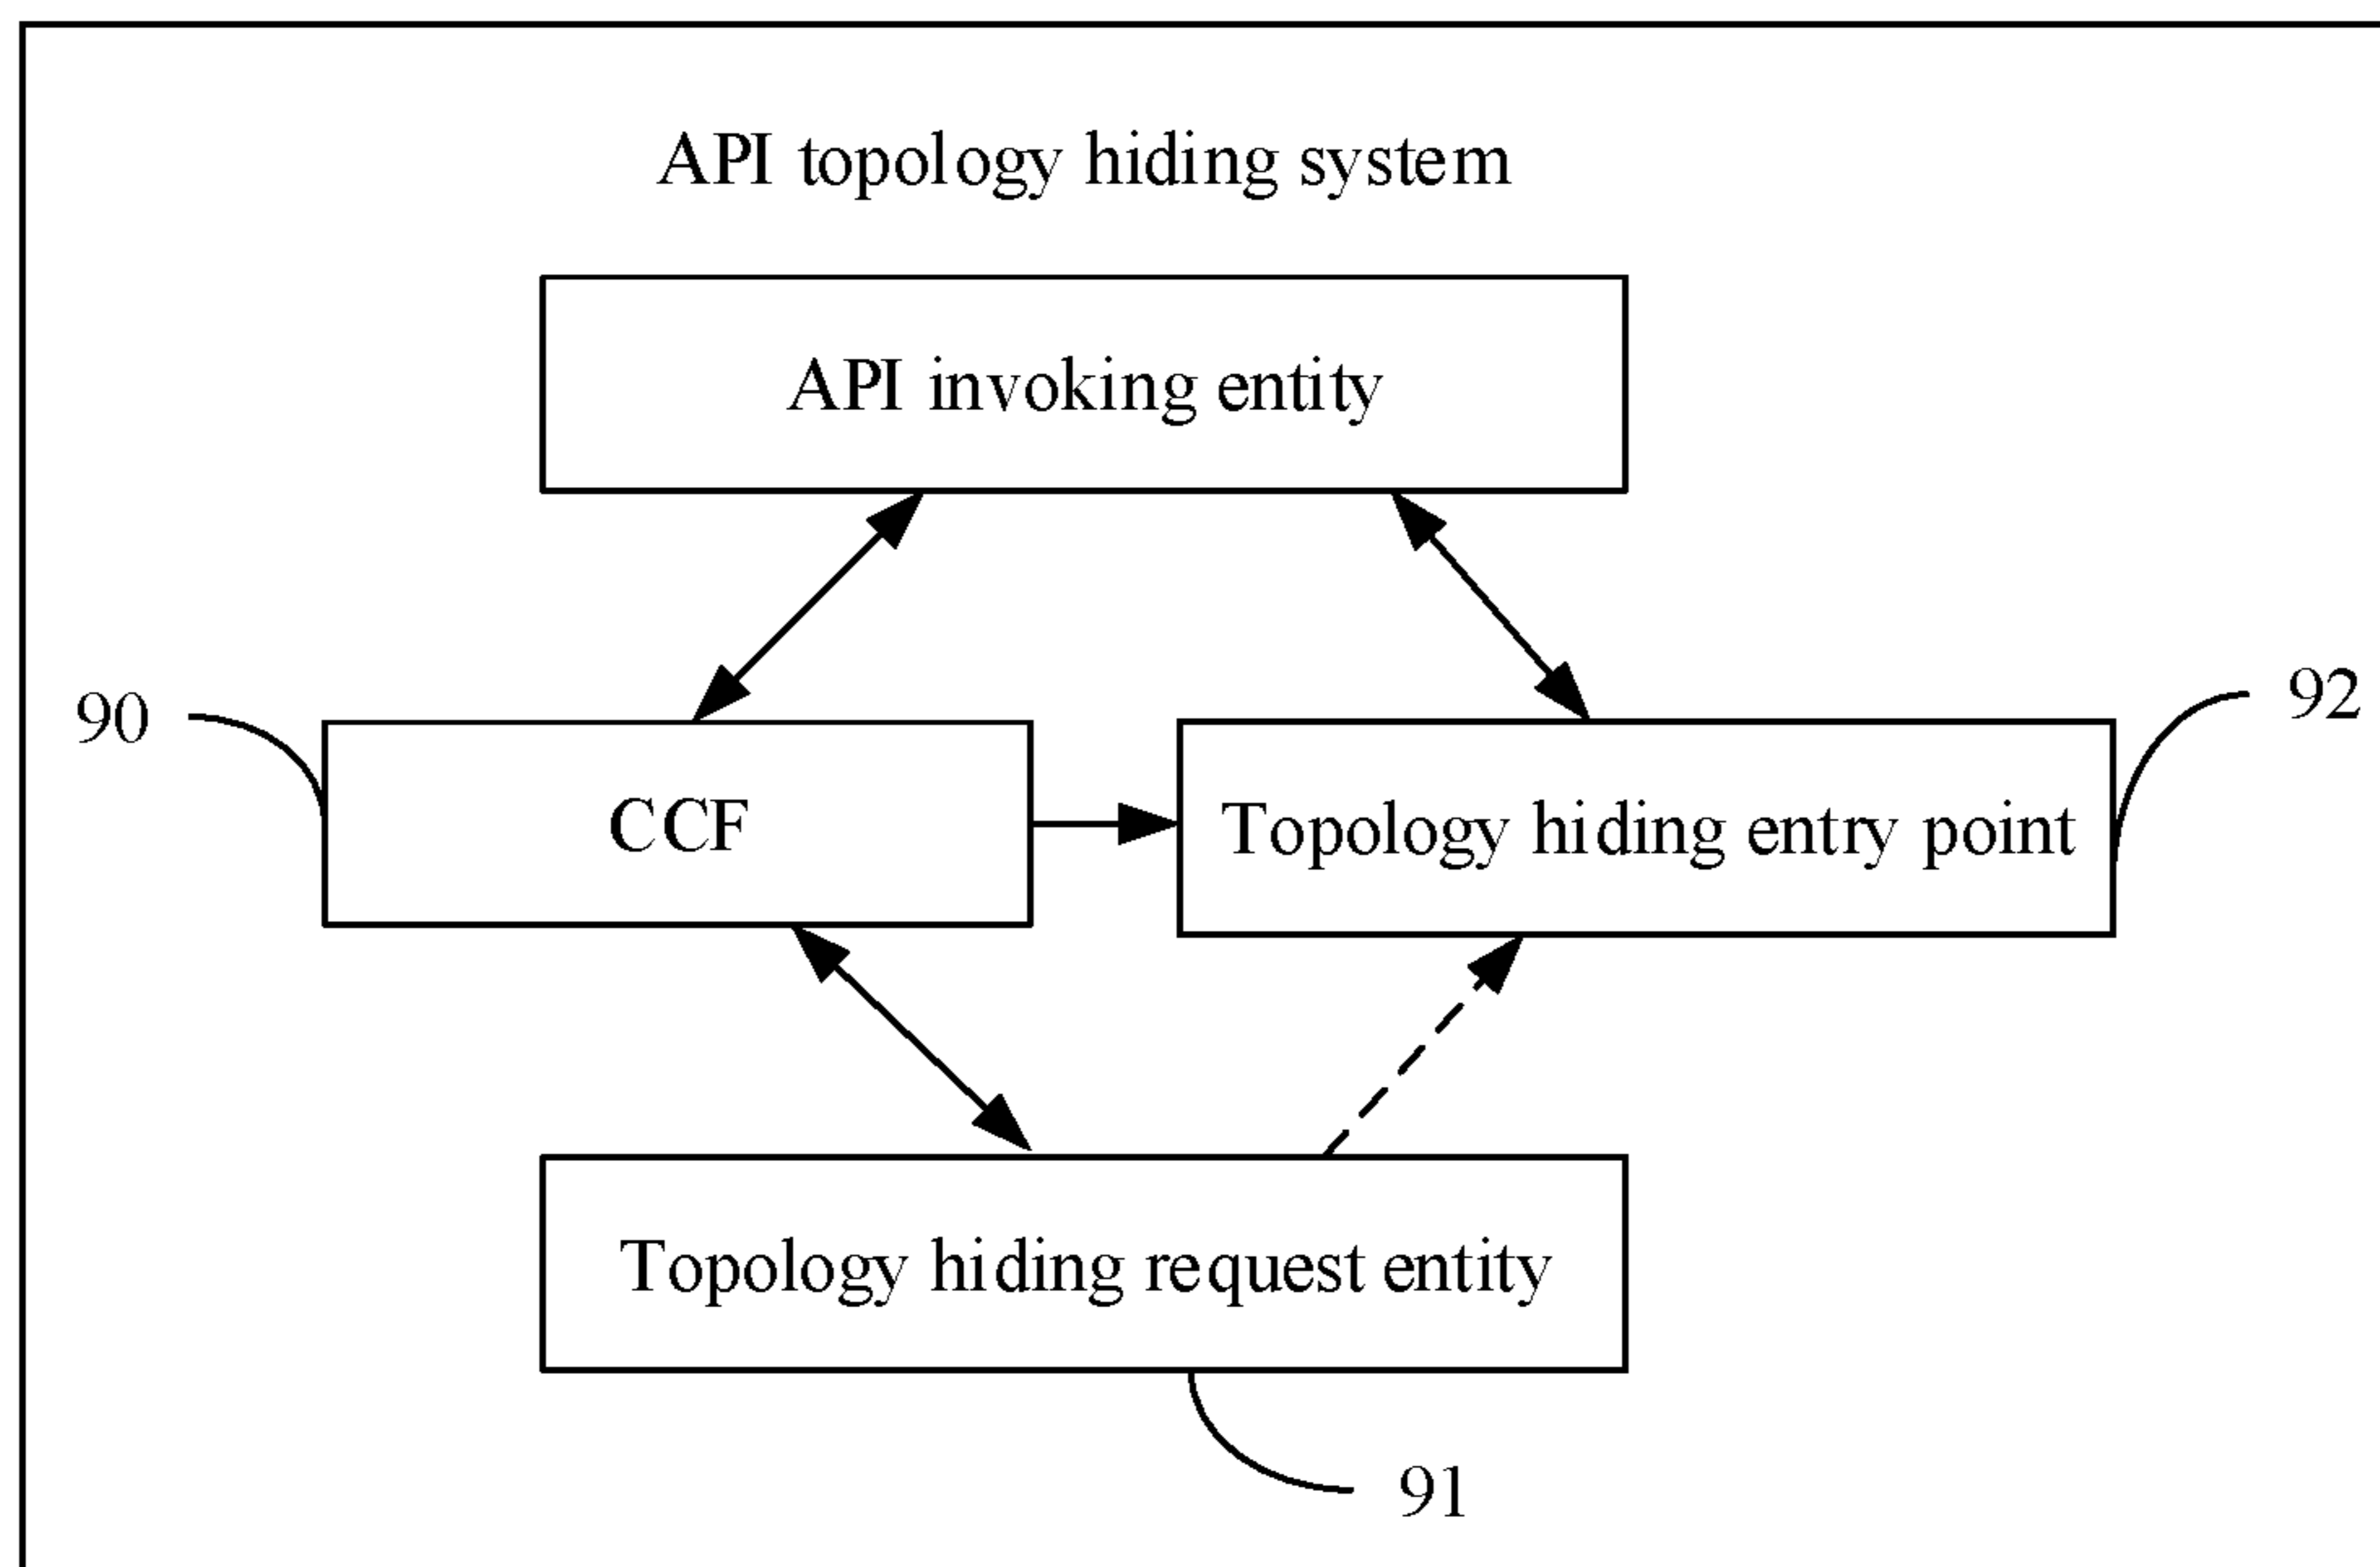 API topology hiding system
API invoking entity
90
92
CCF
Topology hiding entry point
Topology hiding request entity
91